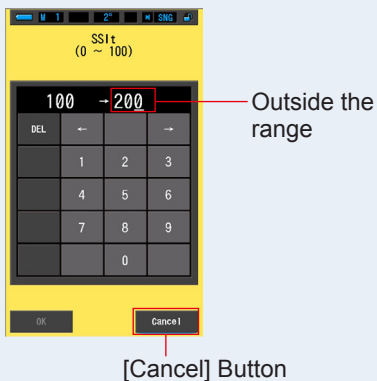 M 1 2° SNG
SSIt
(0 ~ 100)
100 → 200
DEL ← →
1 2 3
4 5 6
7 8 9
0
OK Cancel
Outside the
range
[Cancel] Button